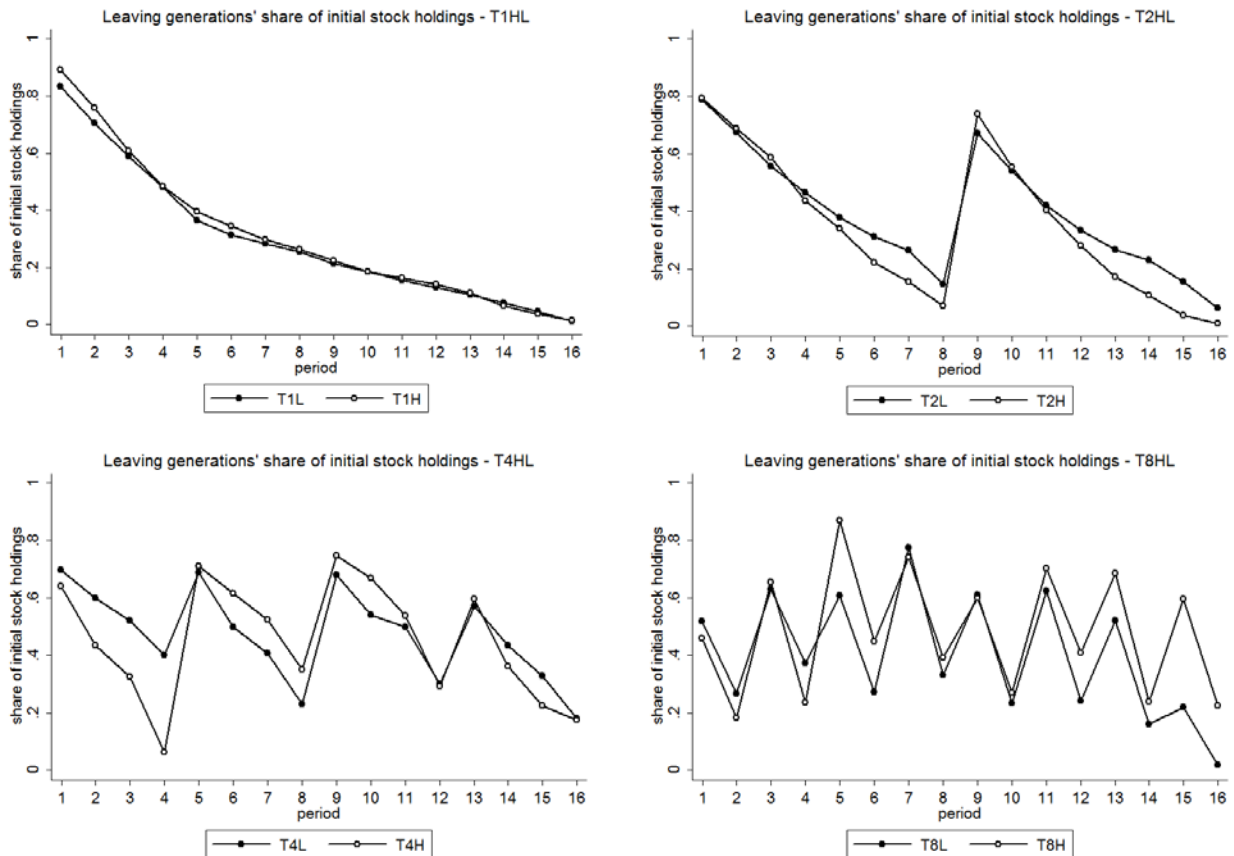 Leaving generations' share of initial stock holdings - T1HL
share of initial stock holdings
1
.8
.6
.4
.2
0
1 2 3 4 5 6 7 8 9 10 11 12 13 14 15 16
period
T1L T1H
Leaving generations' share of initial stock holdings - T2HL
share of initial stock holdings
1
.8
.6
.4
.2
0
1 2 3 4 5 6 7 8 9 10 11 12 13 14 15 16
period
T2L T2H
Leaving generations' share of initial stock holdings - T4HL
share of initial stock holdings
1
.8
.6
.4
.2
0
1 2 3 4 5 6 7 8 9 10 11 12 13 14 15 16
period
T4L T4H
Leaving generations' share of initial stock holdings - T8HL
share of initial stock holdings
1
.8
.6
.4
.2
0
1 2 3 4 5 6 7 8 9 10 11 12 13 14 15 16
period
T8L T8H